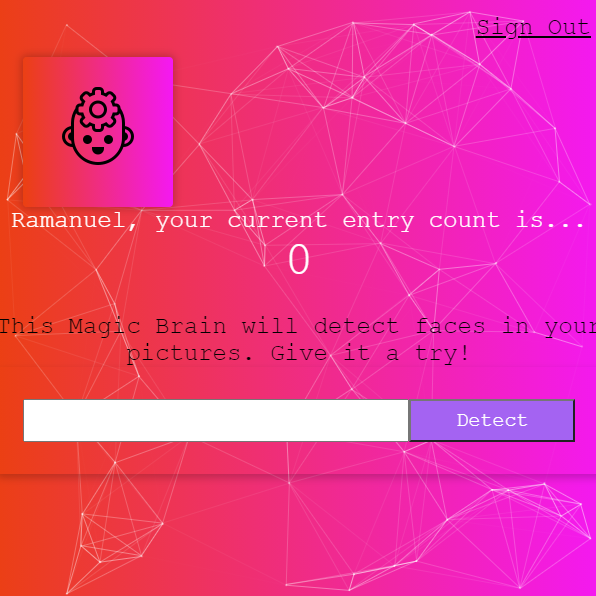 Sign Out
Ramanuel, your current entry count is...
0
This Magic Brain will detect faces in your
pictures. Give it a try!
Detect